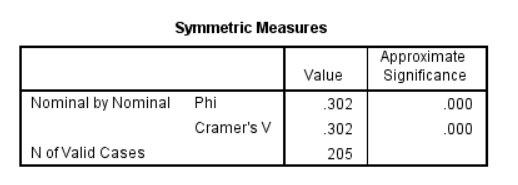 Symmetric Measures
Value Approximate Significance
Nominal by Nominal Phi .302 .000
Cramer's V .302 .000
N of Valid Cases 205